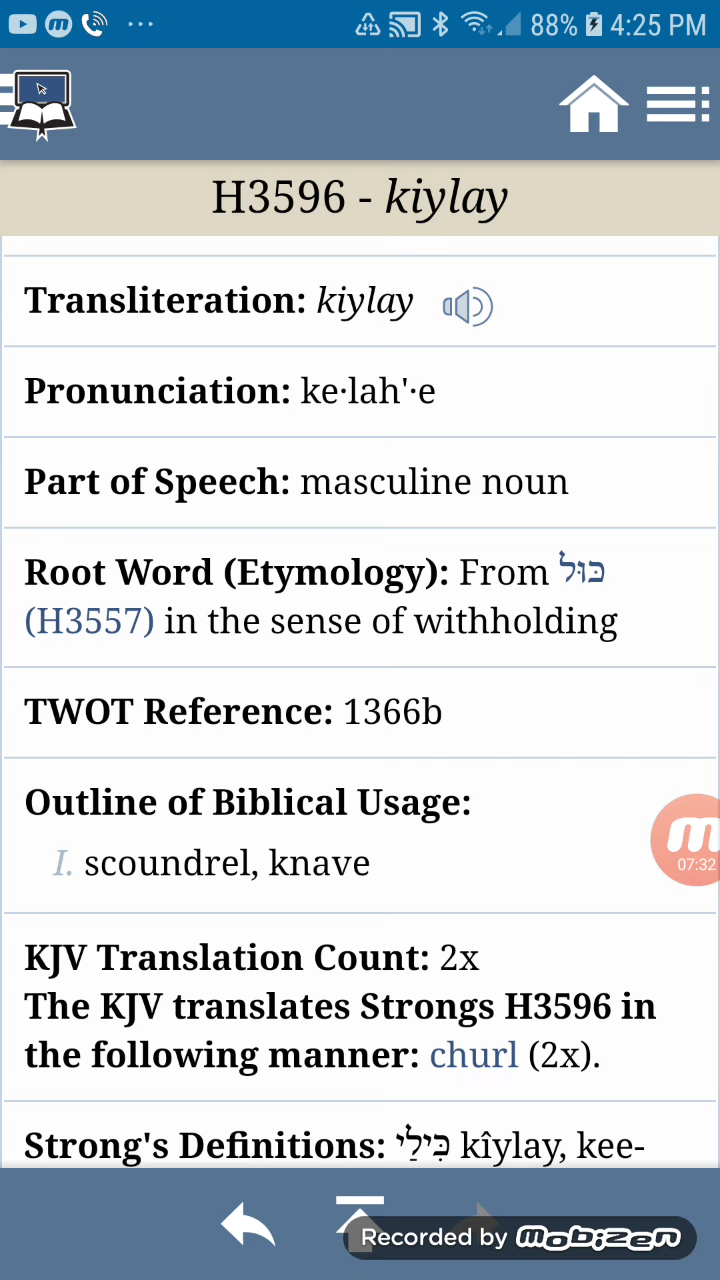 88% 4:25 PM
H3596 - kiylay
Transliteration: kiylay
Pronunciation: ke·lah'·e
Part of Speech: masculine noun
Root Word (Etymology): From כּוּל
(H3557) in the sense of withholding
TWOT Reference: 1366b
Outline of Biblical Usage:
I. scoundrel, knave
m
07:32
KJV Translation Count: 2x
The KJV translates Strongs H3596 in
the following manner: churl (2x).
Strong's Definitions: כִּילַי kîylay, kee-
Recorded by mobizen